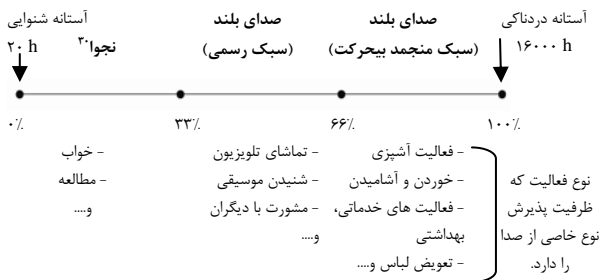 آستانه دردناکی
۱۶۰۰۰ h
صدای بلند
(سبک منجمد بیحرکت)
صدای بلند
(سبک رسمی)
نجوا۳۰
آستانه شنوایی
۲۰ h
۰٪ ۳۳٪ ۶۶٪ ۱۰۰٪
نوع فعالیت که
ظرفیت پذیرش
نوع خاصی از صدا
را دارد.
- فعالیت آشپزی
- خوردن و آشامیدن
- فعالیت های خدماتی،
بهداشتی
- تعویض لباس و....
- تماشای تلویزیون
- شنیدن موسیقی
- مشورت با دیگران
و....
- خواب
- مطالعه
و....